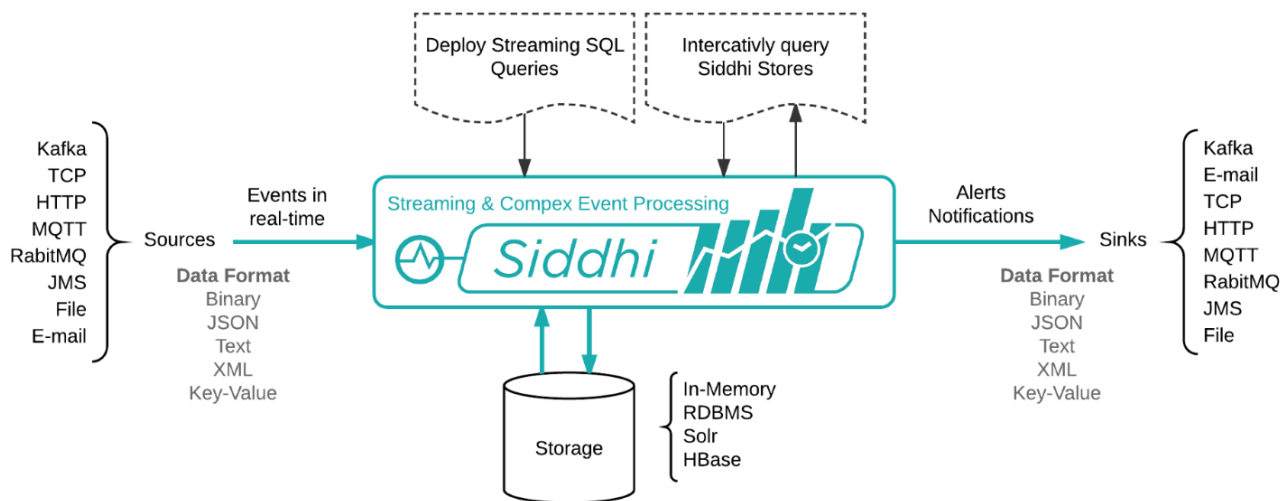 Deploy Streaming SQL
Queries
Intercativly query
Siddhi Stores
Kafka
TCP
HTTP
MQTT
RabitMQ
JMS
File
E-mail
Sources
Events in
real-time
Data Format
Binary
JSON
Text
XML
Key-Value
Streaming & Compex Event Processing
Siddhi
Alerts
Notifications
Data Format
Binary
JSON
Text
XML
Key-Value
Sinks
Kafka
E-mail
TCP
HTTP
MQTT
RabitMQ
JMS
File
Storage
In-Memory
RDBMS
Solr
HBase